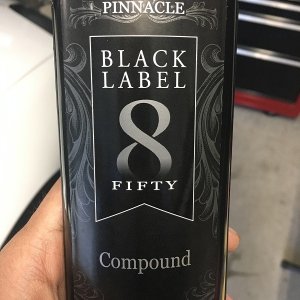 PINNACLE
BLACK
LABEL
8
FIFTY
Compound